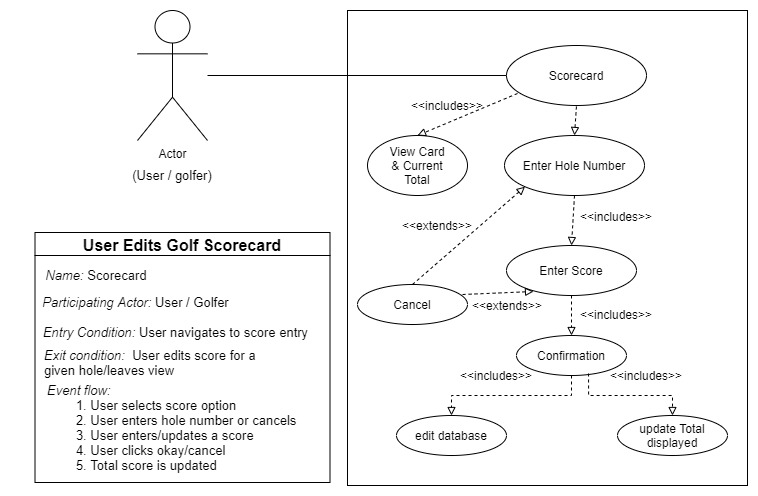 Scorecard
<<includes>>
View Card
& Current
Total
Enter Hole Number
Actor
(User / golfer)
<<includes>>
<<extends>>
User Edits Golf Scorecard
Name: Scorecard
Participating Actor: User / Golfer
Entry Condition: User navigates to score entry
Exit condition: User edits score for a
given hole/leaves view
Event flow:
1. User selects score option
2. User enters hole number or cancels
3. User enters/updates a score
4. User clicks okay/cancel
5. Total score is updated
Enter Score
Cancel
<<extends>>
<<includes>>
Confirmation
<<includes>>
<<includes>>
edit database
update Total
displayed